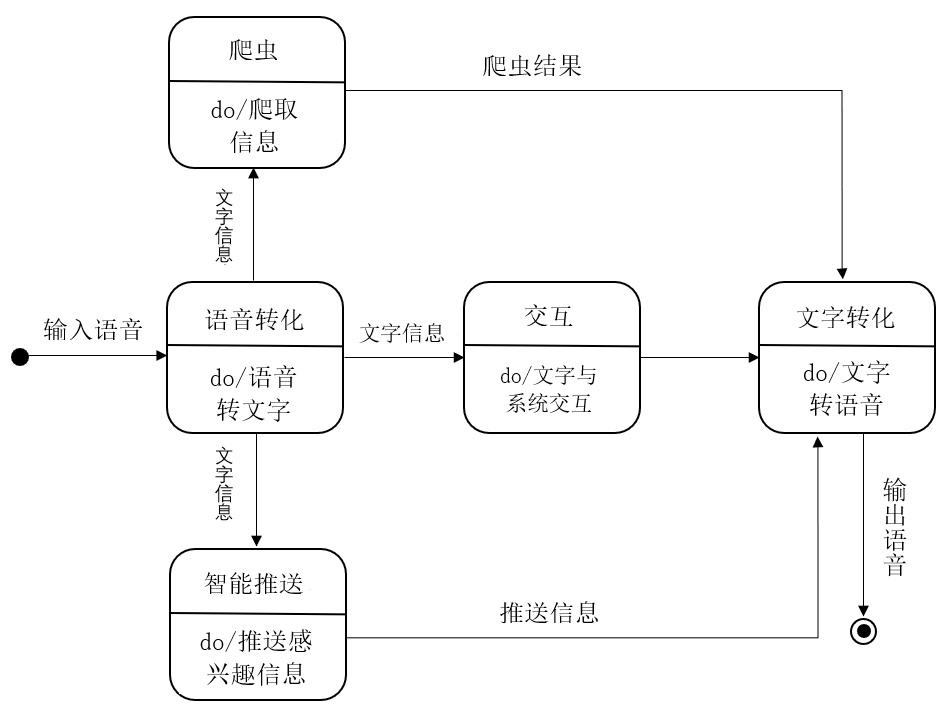 爬虫
do/爬取
信息
爬虫结果
文字信息
输入语音
语音转化
do/语音
转文字
文字信息
交互
do/文字与
系统交互
文字转化
do/文字
转语音
文字信息
输出语音
智能推送
do/推送感
兴趣信息
推送信息